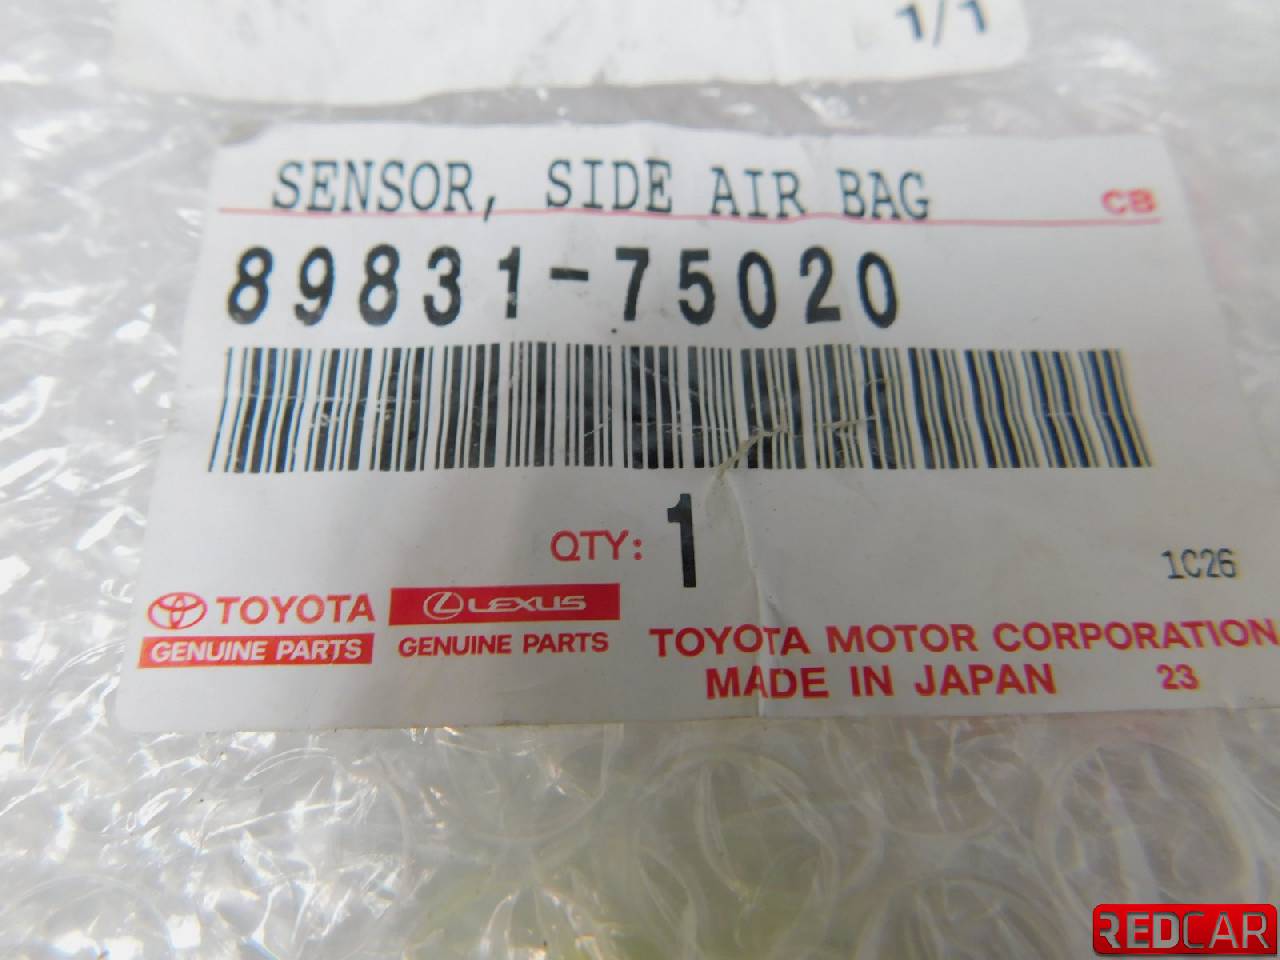 1/1
SENSOR, SIDE AIR BAG
CB
89831-75020
QTY: 1
1C26
TOYOTA
GENUINE PARTS
LEXUS
GENUINE PARTS
TOYOTA MOTOR CORPORATION
MADE IN JAPAN 23
REDCAR